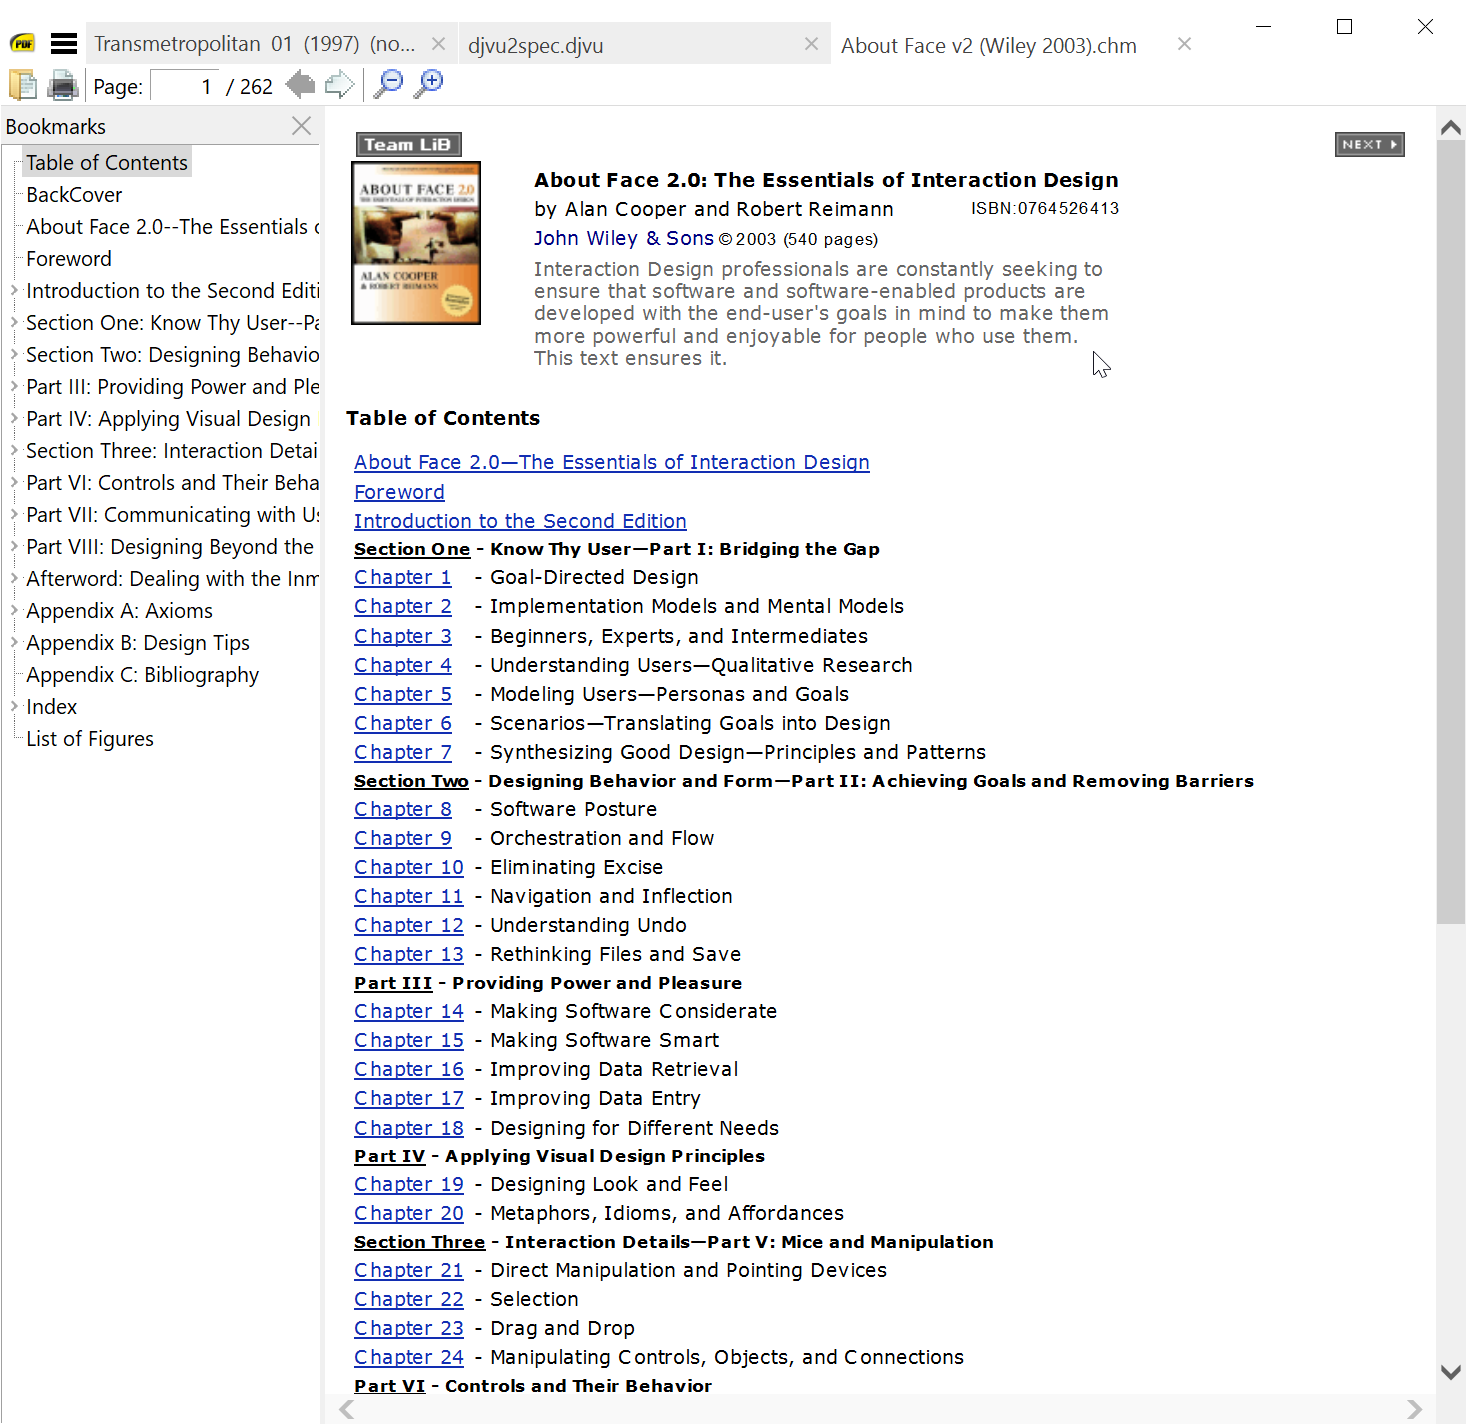 PDF
Transmetropolitan 01 (1997) (no...
djvu2spec.djvu
About Face v2 (Wiley 2003).chm
Page: 1 / 262
Bookmarks
Table of Contents
BackCover
About Face 2.0--The Essentials
Foreword
Introduction to the Second Editi
Section One: Know Thy User--Pa
Section Two: Designing Behavio
Part III: Providing Power and Ple
Part IV: Applying Visual Design
Section Three: Interaction Detai
Part VI: Controls and Their Beha
Part VII: Communicating with Us
Part VIII: Designing Beyond the
Afterword: Dealing with the Inm
Appendix A: Axioms
Appendix B: Design Tips
Appendix C: Bibliography
Index
List of Figures
Team LiB
NEXT
ABOUT FACE 2.0
THE ESSENTIALS OF INTERACTION DESIGN
ALAN COOPER
& ROBERT REIMANN
About Face 2.0: The Essentials of Interaction Design
by Alan Cooper and Robert Reimann ISBN:0764526413
John Wiley & Sons © 2003 (540 pages)
Interaction Design professionals are constantly seeking to
ensure that software and software-enabled products are
developed with the end-user's goals in mind to make them
more powerful and enjoyable for people who use them.
This text ensures it.
Table of Contents
About Face 2.0—The Essentials of Interaction Design
Foreword
Introduction to the Second Edition
Section One - Know Thy User—Part I: Bridging the Gap
Chapter 1 - Goal-Directed Design
Chapter 2 - Implementation Models and Mental Models
Chapter 3 - Beginners, Experts, and Intermediates
Chapter 4 - Understanding Users—Qualitative Research
Chapter 5 - Modeling Users—Personas and Goals
Chapter 6 - Scenarios—Translating Goals into Design
Chapter 7 - Synthesizing Good Design—Principles and Patterns
Section Two - Designing Behavior and Form—Part II: Achieving Goals and Removing Barriers
Chapter 8 - Software Posture
Chapter 9 - Orchestration and Flow
Chapter 10 - Eliminating Excise
Chapter 11 - Navigation and Inflection
Chapter 12 - Understanding Undo
Chapter 13 - Rethinking Files and Save
Part III - Providing Power and Pleasure
Chapter 14 - Making Software Considerate
Chapter 15 - Making Software Smart
Chapter 16 - Improving Data Retrieval
Chapter 17 - Improving Data Entry
Chapter 18 - Designing for Different Needs
Part IV - Applying Visual Design Principles
Chapter 19 - Designing Look and Feel
Chapter 20 - Metaphors, Idioms, and Affordances
Section Three - Interaction Details—Part V: Mice and Manipulation
Chapter 21 - Direct Manipulation and Pointing Devices
Chapter 22 - Selection
Chapter 23 - Drag and Drop
Chapter 24 - Manipulating Controls, Objects, and Connections
Part VI - Controls and Their Behavior